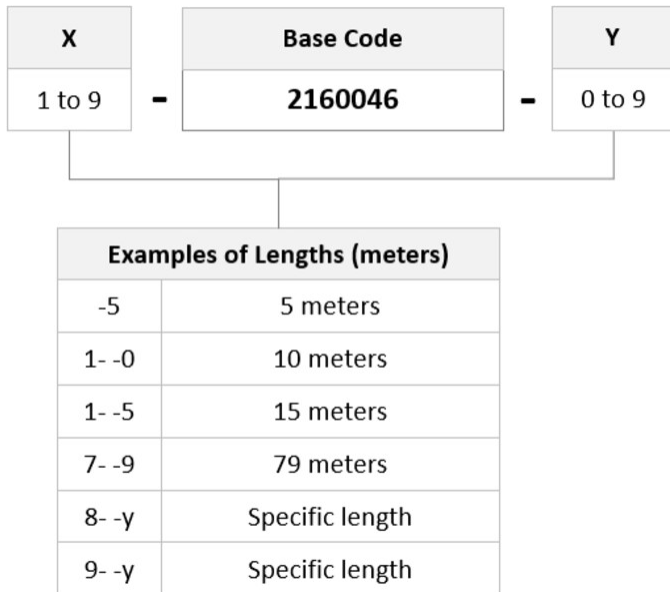 X Base Code Y
1 to 9 - 2160046 - 0 to 9
Examples of Lengths (meters)
-5 5 meters
1- -0 10 meters
1- -5 15 meters
7- -9 79 meters
8- -y Specific length
9- -y Specific length